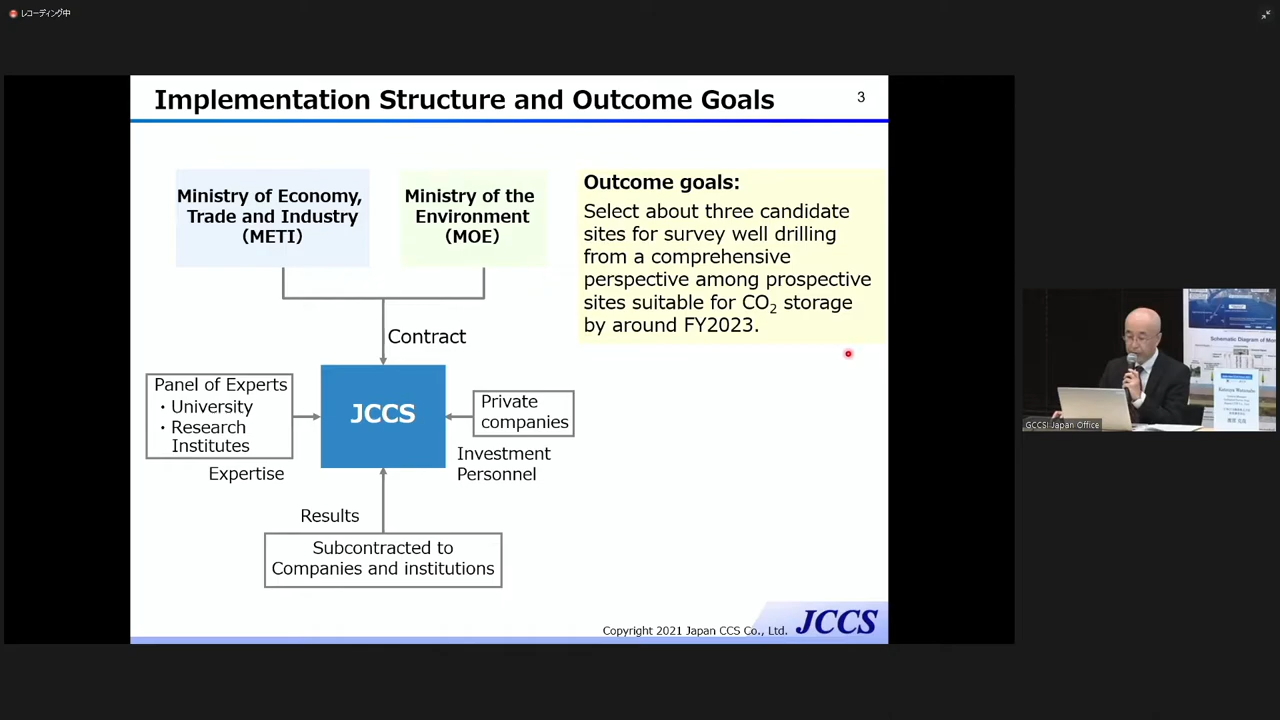 レコーディング中
Implementation Structure and Outcome Goals
3
Ministry of Economy,
Trade and Industry
（METI）
Ministry of the
Environment
（MOE）
Outcome goals:
Select about three candidate
sites for survey well drilling
from a comprehensive
perspective among prospective
sites suitable for CO₂ storage
by around FY2023.
Contract
Panel of Experts
・University
・Research
Institutes
Expertise
JCCS
Private
companies
Investment
Personnel
Results
Subcontracted to
Companies and institutions
Copyright 2021 Japan CCS Co., Ltd.
JCCS
Schematic Diagram of
GCCSI Japan Office